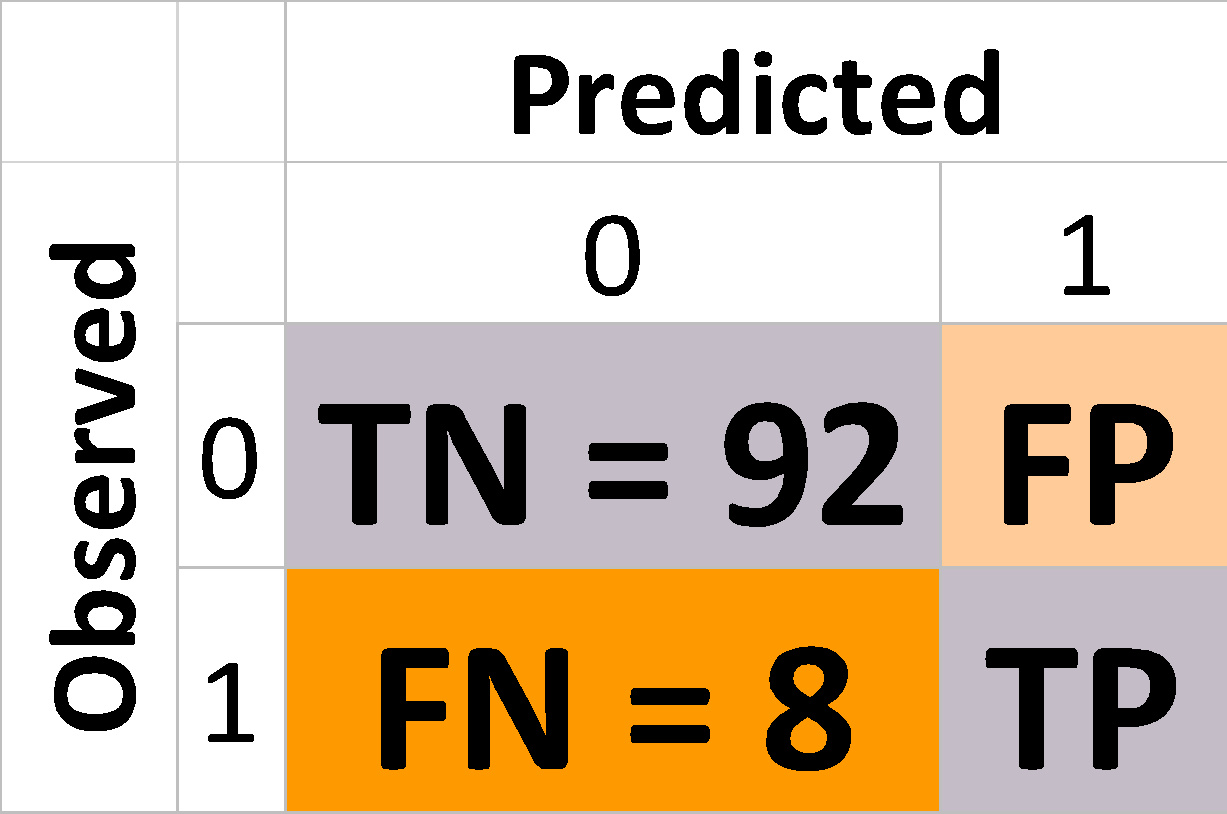 Predicted
0 1
Observed
0 TN = 92 FP
1 FN = 8 TP